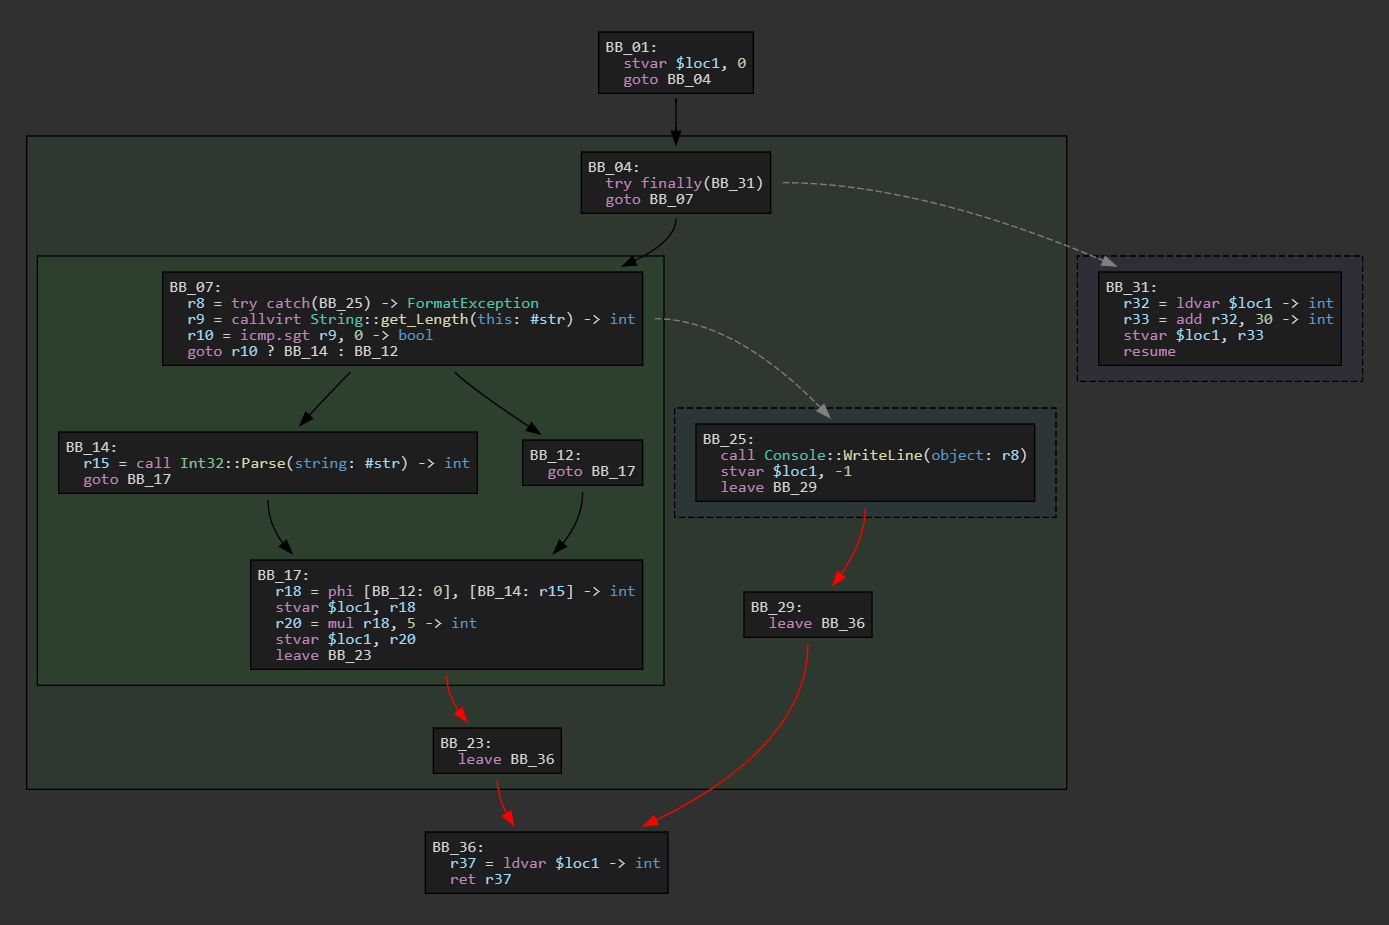 BB_01:
stvar $loc1, 0
goto BB_04
BB_04:
try finally(BB_31)
goto BB_07
BB_07:
r8 = try catch(BB_25) -> FormatException
r9 = callvirt String::get_Length(this: #str) -> int
r10 = icmp.sgt r9, 0 -> bool
goto r10 ? BB_14 : BB_12
BB_31:
r32 = ldvar $loc1 -> int
r33 = add r32, 30 -> int
stvar $loc1, r33
resume
BB_14:
r15 = call Int32::Parse(string: #str) -> int
goto BB_17
BB_12:
goto BB_17
BB_25:
call Console::WriteLine(object: r8)
stvar $loc1, -1
leave BB_29
BB_17:
r18 = phi [BB_12: 0], [BB_14: r15] -> int
stvar $loc1, r18
r20 = mul r18, 5 -> int
stvar $loc1, r20
leave BB_23
BB_29:
leave BB_36
BB_23:
leave BB_36
BB_36:
r37 = ldvar $loc1 -> int
ret r37